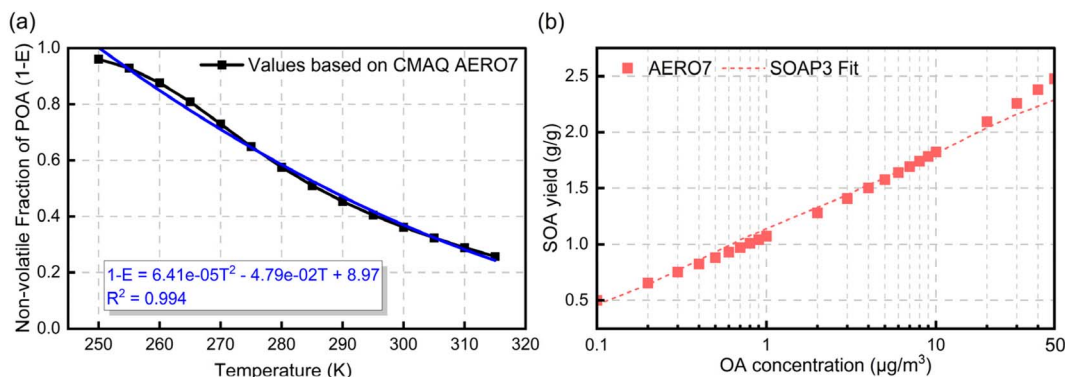 (a)
Non-volatile Fraction of POA (1-E)
1.0
0.8
0.6
0.4
0.2
0.0
Values based on CMAQ AERO7
1-E = 6.41e-05T² - 4.79e-02T + 8.97
R² = 0.994
250 260 270 280 290 300 310 320
Temperature (K)
(b)
SOA yield (g/g)
2.5
2.0
1.5
1.0
0.5
AERO7 SOAP3 Fit
0.1 1 10 50
OA concentration (μg/m³)